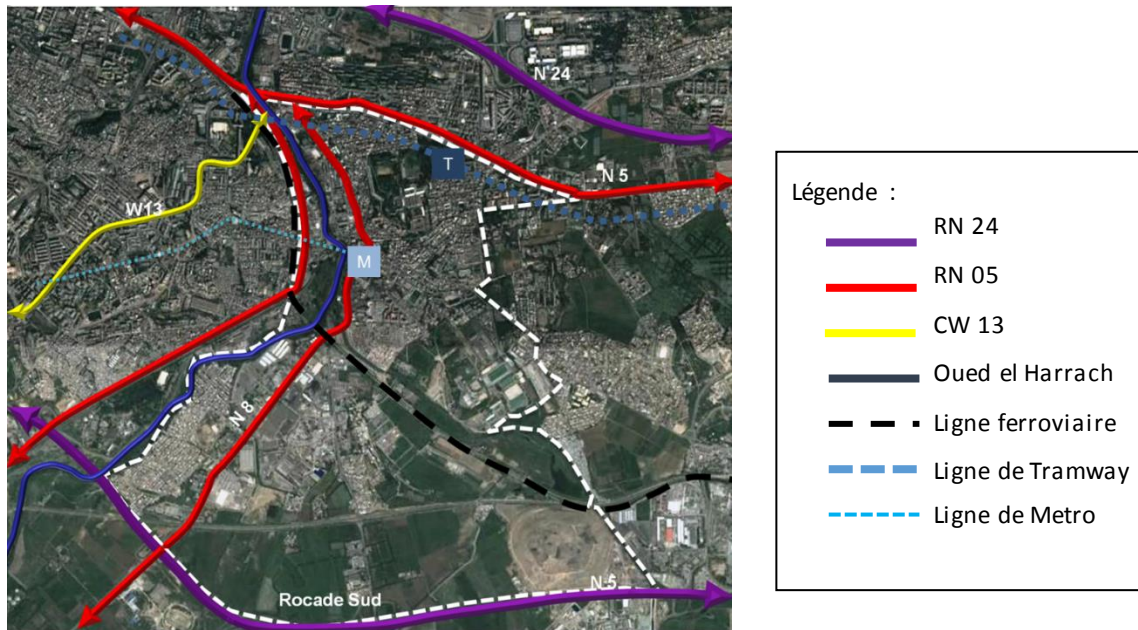 N 24
T
N 5
W13
M
N 8
N 5
Rocade Sud
Légende :
RN 24
RN 05
CW 13
Oued el Harrach
Ligne ferroviaire
Ligne de Tramway
Ligne de Metro